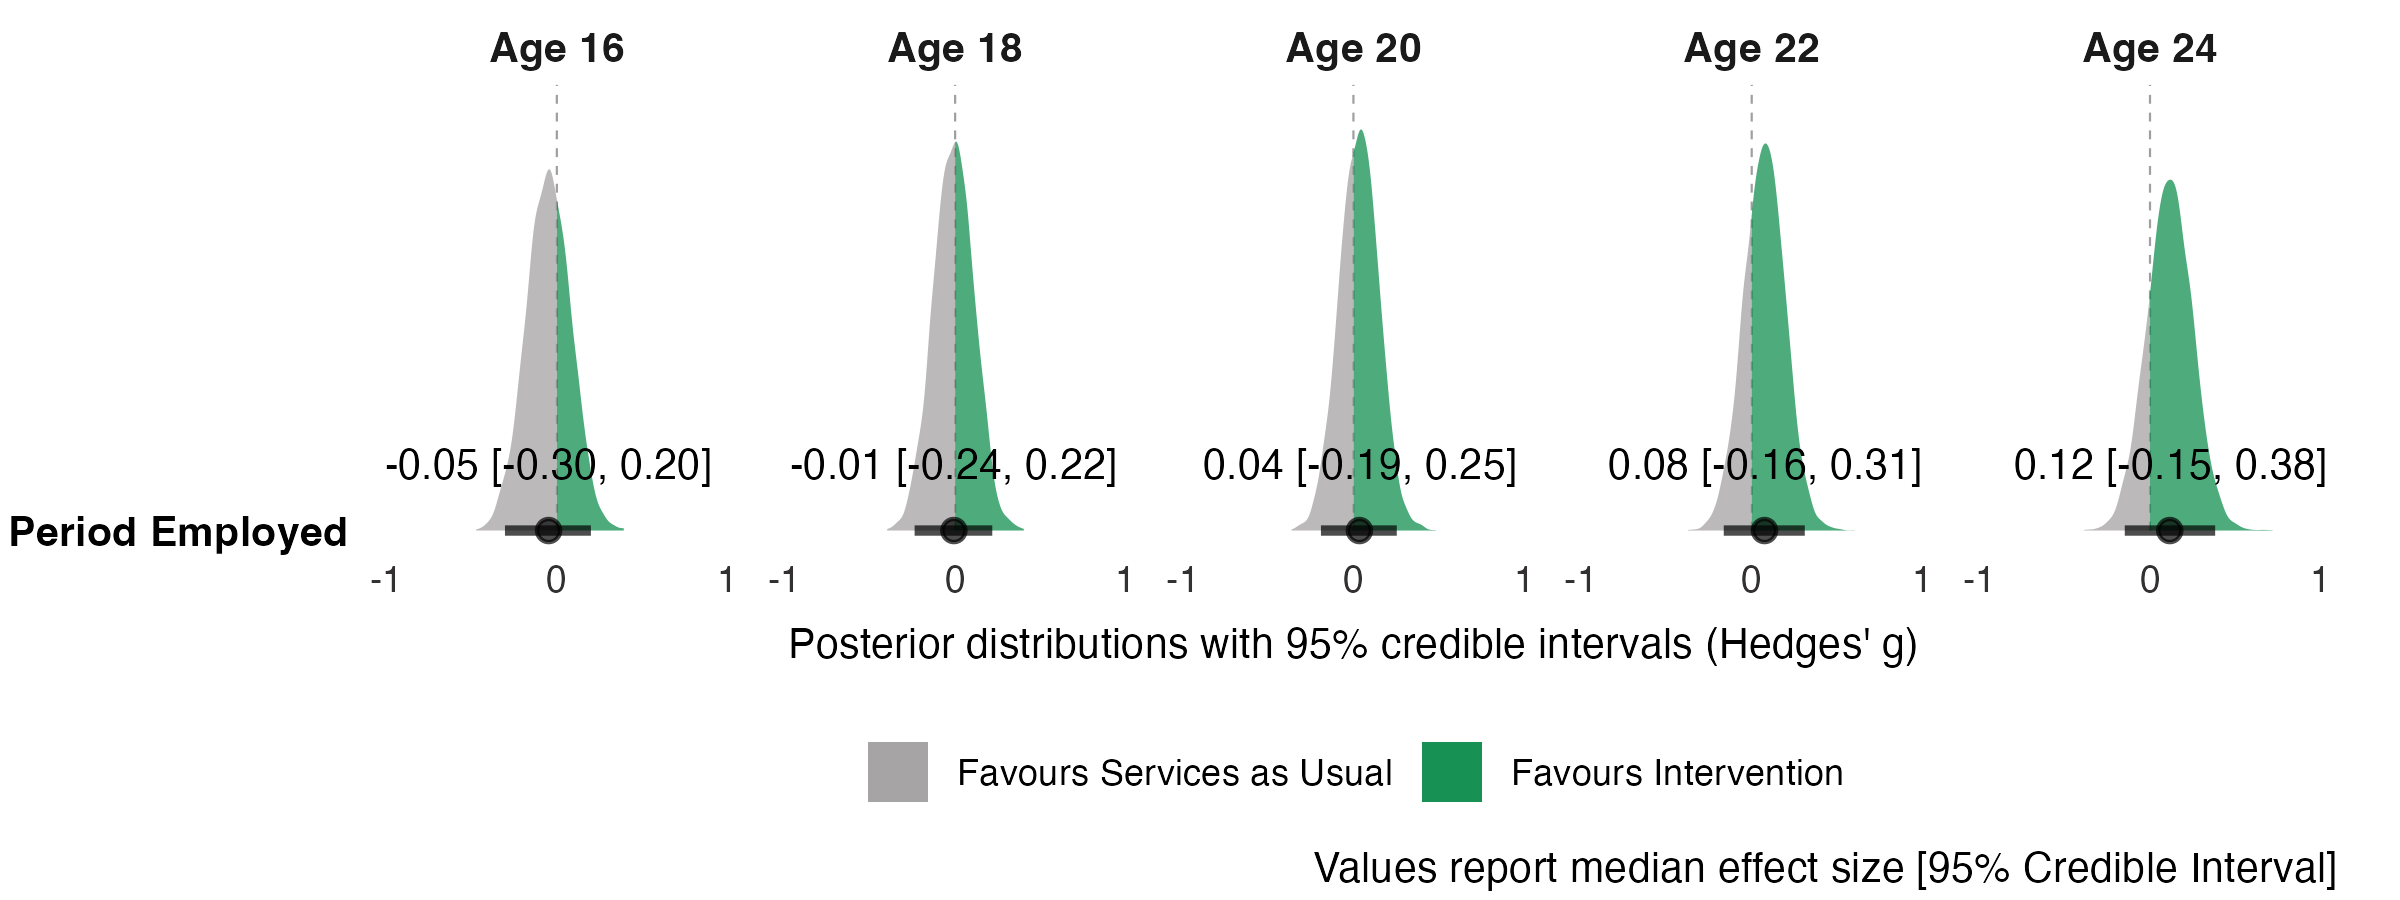 Age 16 Age 18 Age 20 Age 22 Age 24
-0.05 [-0.30, 0.20] -0.01 [-0.24, 0.22] 0.04 [-0.19, 0.25] 0.08 [-0.16, 0.31] 0.12 [-0.15, 0.38]
Period Employed
-1 0 1 -1 0 1 -1 0 1 -1 0 1 -1 0 1
Posterior distributions with 95% credible intervals (Hedges' g)
Favours Services as Usual Favours Intervention
Values report median effect size [95% Credible Interval]